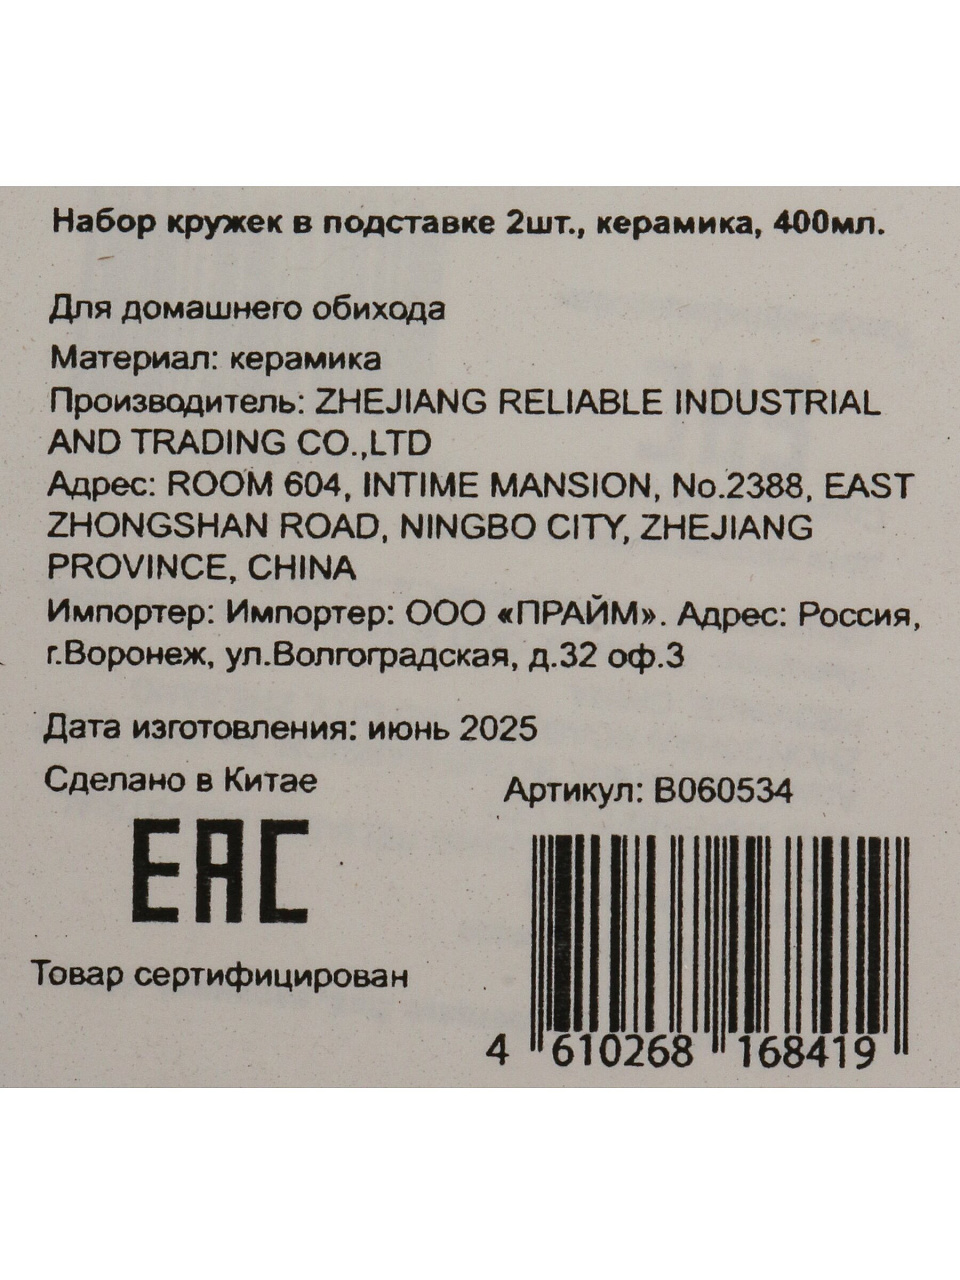 Набор кружек в подставке 2шт., керамика, 400мл.
Для домашнего обихода
Материал: керамика
Производитель: ZHEJIANG RELIABLE INDUSTRIAL
AND TRADING CO.,LTD
Адрес: ROOM 604, INTIME MANSION, No.2388, EAST
ZHONGSHAN ROAD, NINGBO CITY, ZHEJIANG
PROVINCE, CHINA
Импортер: Импортер: ООО «ПРАЙМ». Адрес: Россия,
г.Воронеж, ул.Волгоградская, д.32 оф.3
Дата изготовления: июнь 2025
Сделано в Китае
Артикул: B060534
EAC
Товар сертифицирован
4 610268 168419